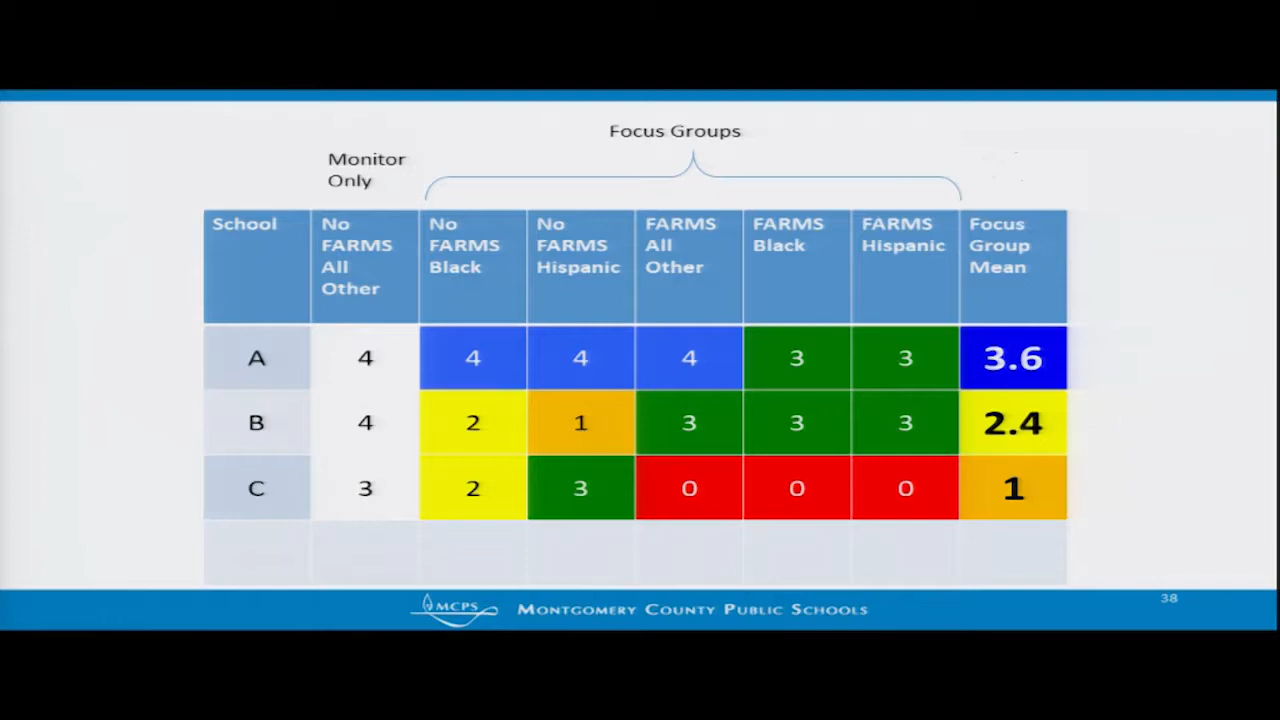 Focus Groups
Monitor
Only
School
No
FARMS
All
Other
No
FARMS
Black
No
FARMS
Hispanic
FARMS
All
Other
FARMS
Black
FARMS
Hispanic
Focus
Group
Mean
A 4 4 4 4 3 3 3.6
B 4 2 1 3 3 3 2.4
C 3 2 3 0 0 0 1
MCPS MONTGOMERY COUNTY PUBLIC SCHOOLS
38